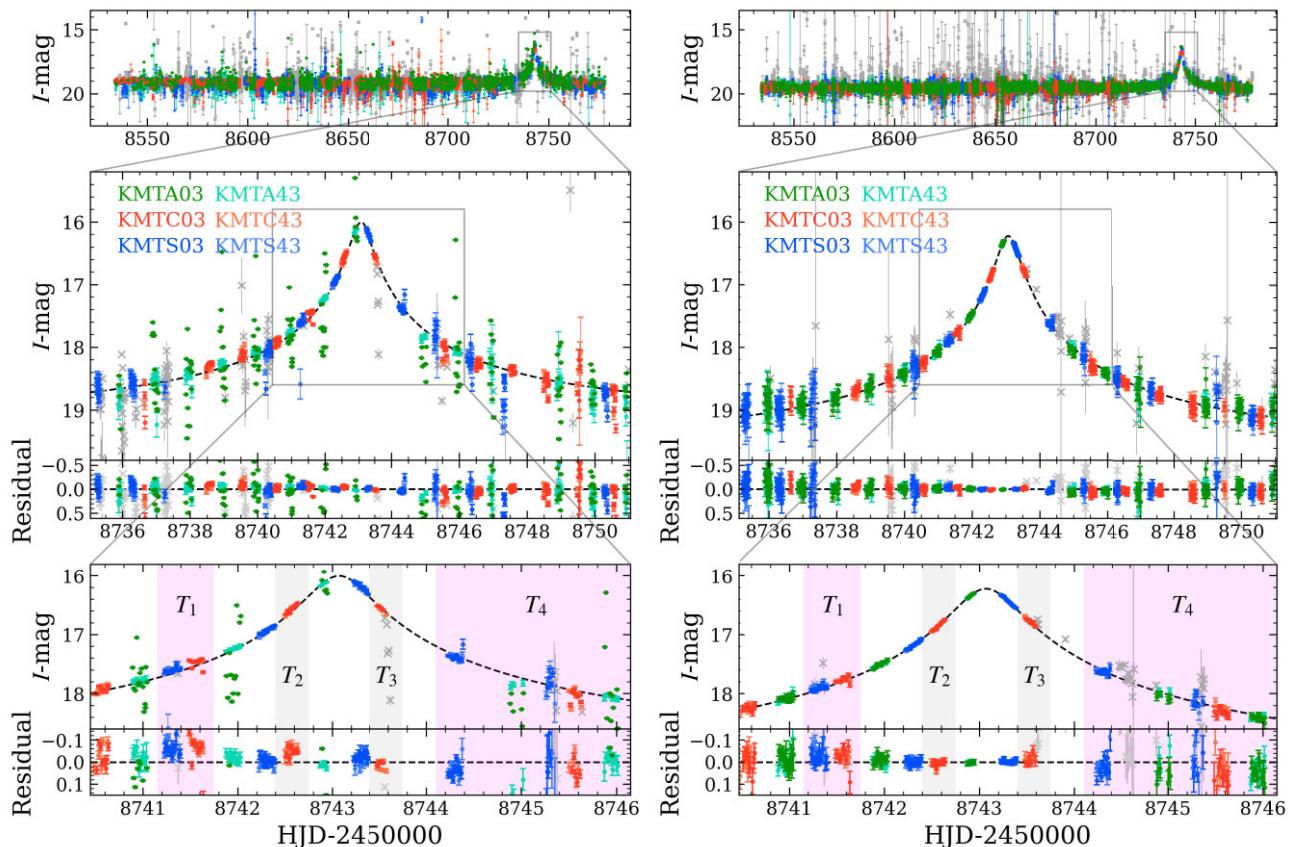 I-mag
15
20
8550
8600
8650
8700
8750
KMTA03 KMTA43
KMTC03 KMTC43
KMTS03 KMTS43
I-mag
16
17
18
19
Residual
−0.5
0.0
0.5
8736
8738
8740
8742
8744
8746
8748
8750
I-mag
16
17
18
T1
T2
T3
T4
Residual
−0.1
0.0
0.1
8741
8742
8743
8744
8745
8746
HJD-2450000
I-mag
15
20
8550
8600
8650
8700
8750
KMTA03 KMTA43
KMTC03 KMTC43
KMTS03 KMTS43
I-mag
16
17
18
19
Residual
−0.5
0.0
0.5
8736
8738
8740
8742
8744
8746
8748
8750
I-mag
16
17
18
T1
T2
T3
T4
Residual
−0.1
0.0
0.1
8741
8742
8743
8744
8745
8746
HJD-2450000